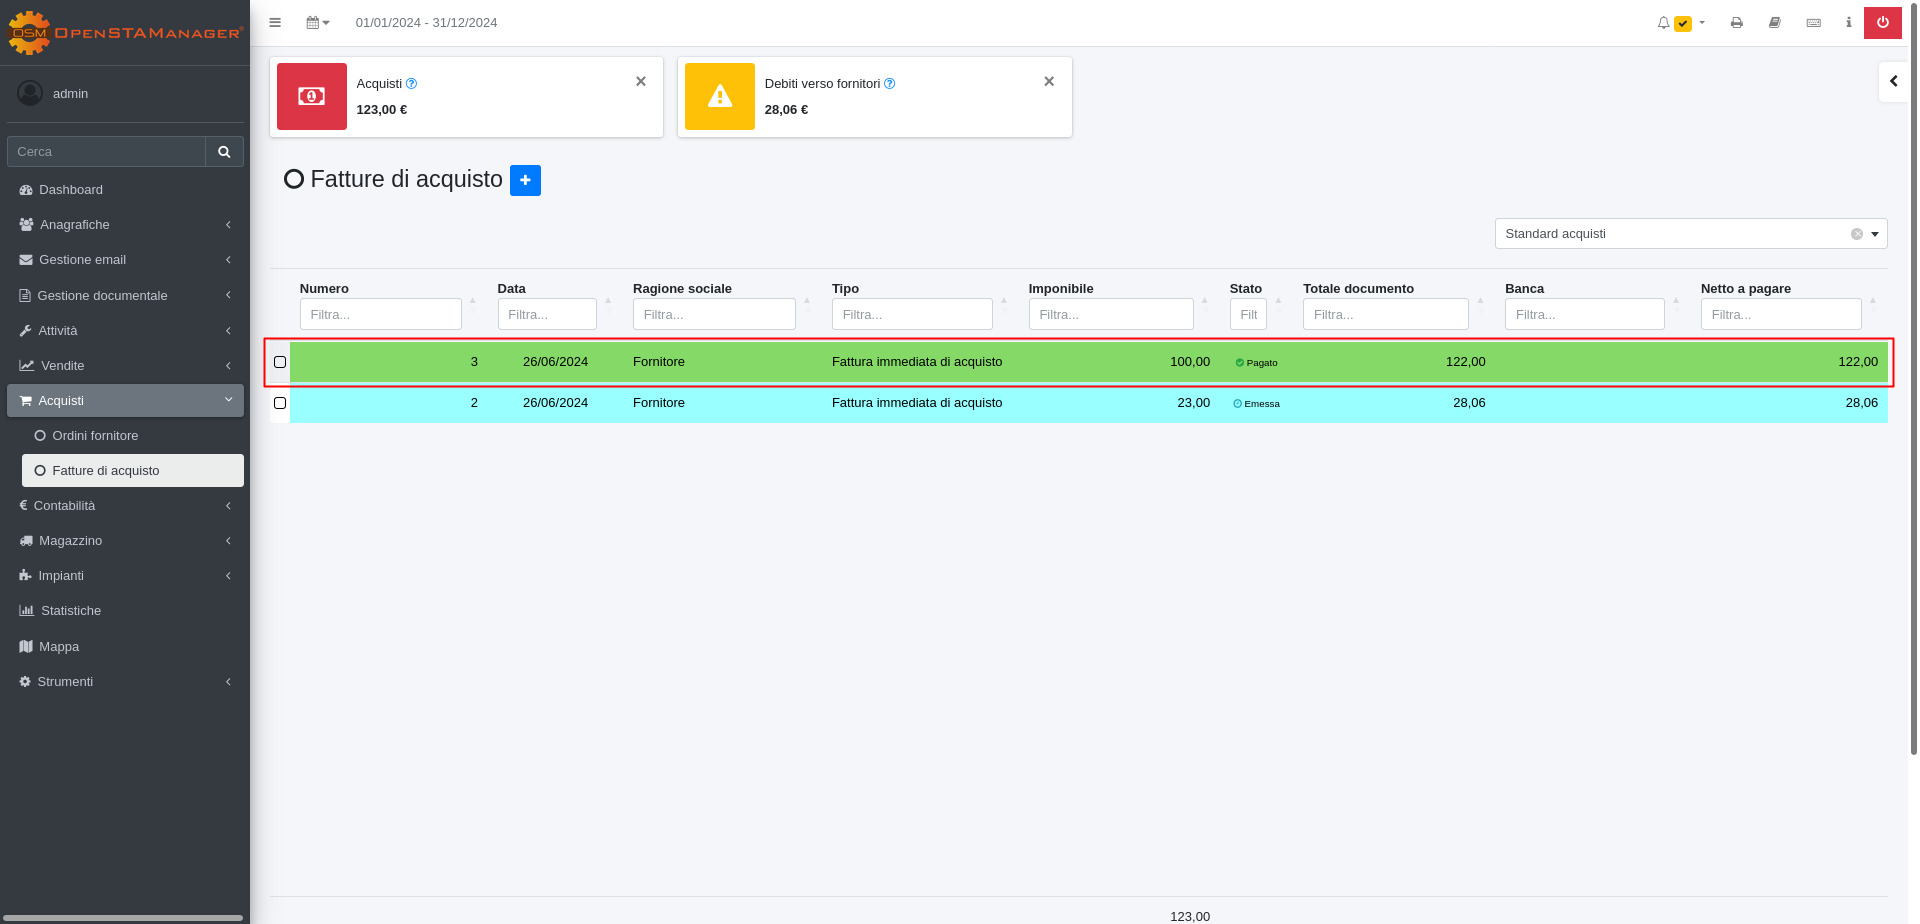 OSM OpenSTAManager®
01/01/2024 - 31/12/2024
admin
Cerca
Dashboard
Anagrafiche
Gestione email
Gestione documentale
Attività
Vendite
Acquisti
Ordini fornitore
Fatture di acquisto
Contabilità
Magazzino
Impianti
Statistiche
Mappa
Strumenti
Acquisti
123,00 €
Debiti verso fornitori
28,06 €
Fatture di acquisto
Standard acquisti
Numero Data Ragione sociale Tipo Imponibile Stato Totale documento Banca Netto a pagare
Filtra... Filtra... Filtra... Filtra... Filtra... Filt Filtra... Filtra... Filtra...
3 26/06/2024 Fornitore Fattura immediata di acquisto 100,00 Pagato 122,00 122,00
2 26/06/2024 Fornitore Fattura immediata di acquisto 23,00 Emessa 28,06 28,06
123,00